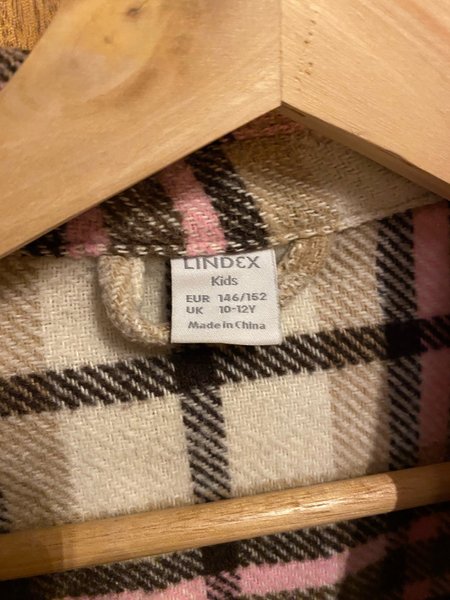 LINDEX
Kids
EUR 146/152
UK 10-12Y
Made in China